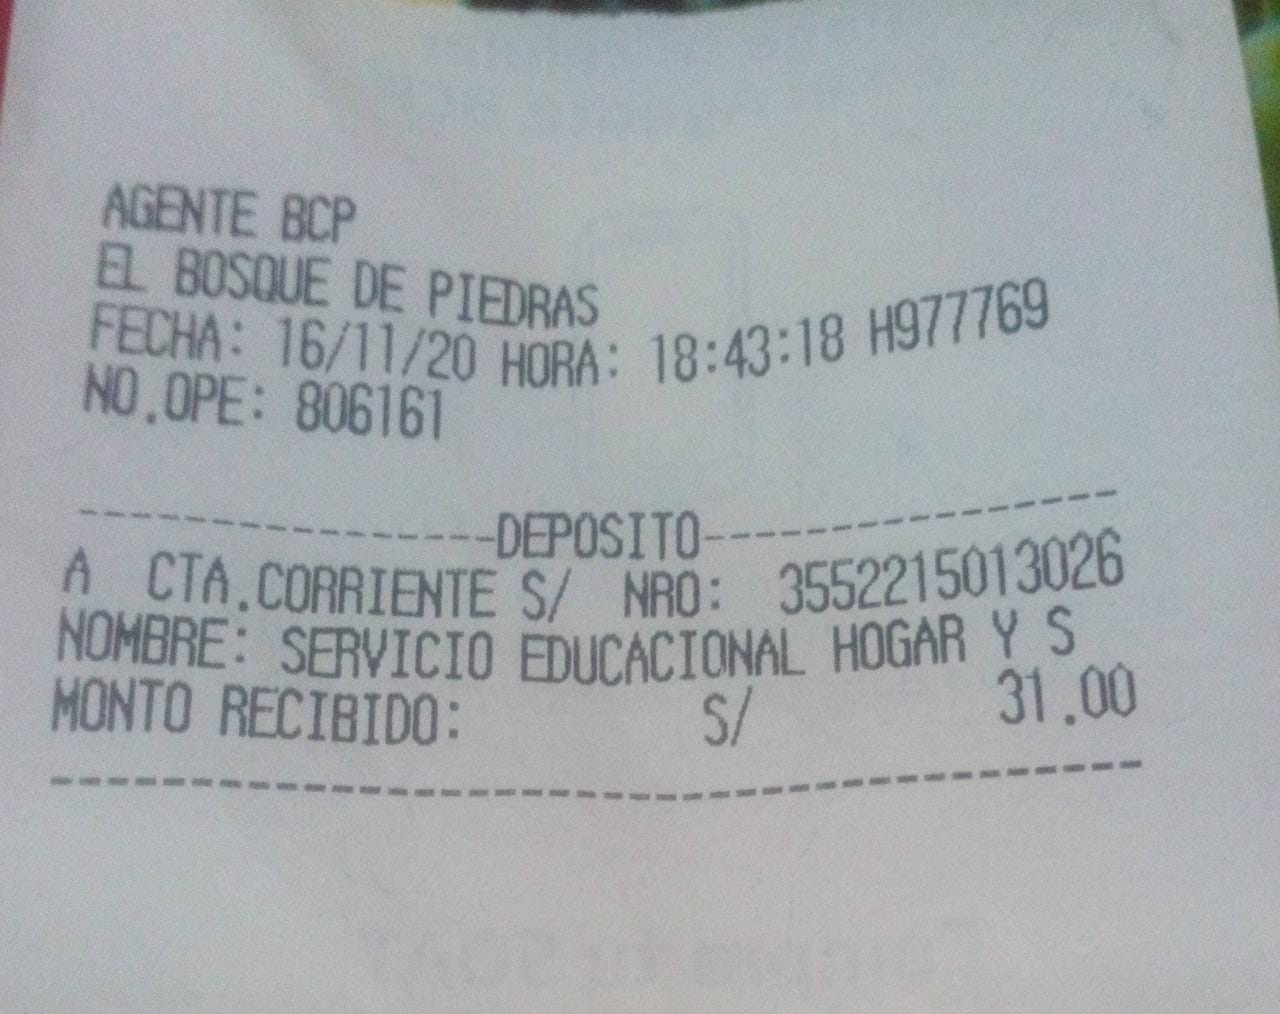 AGENTE BCP
EL BOSQUE DE PIEDRAS
FECHA: 16/11/20 HORA: 18:43:18 H977769
NO.OPE: 806161
----------------DEPOSITO----------------
A CTA.CORRIENTE S/ NRO: 3552215013026
NOMBRE: SERVICIO EDUCACIONAL HOGAR Y S
MONTO RECIBIDO: S/ 31.00
----------------------------------------